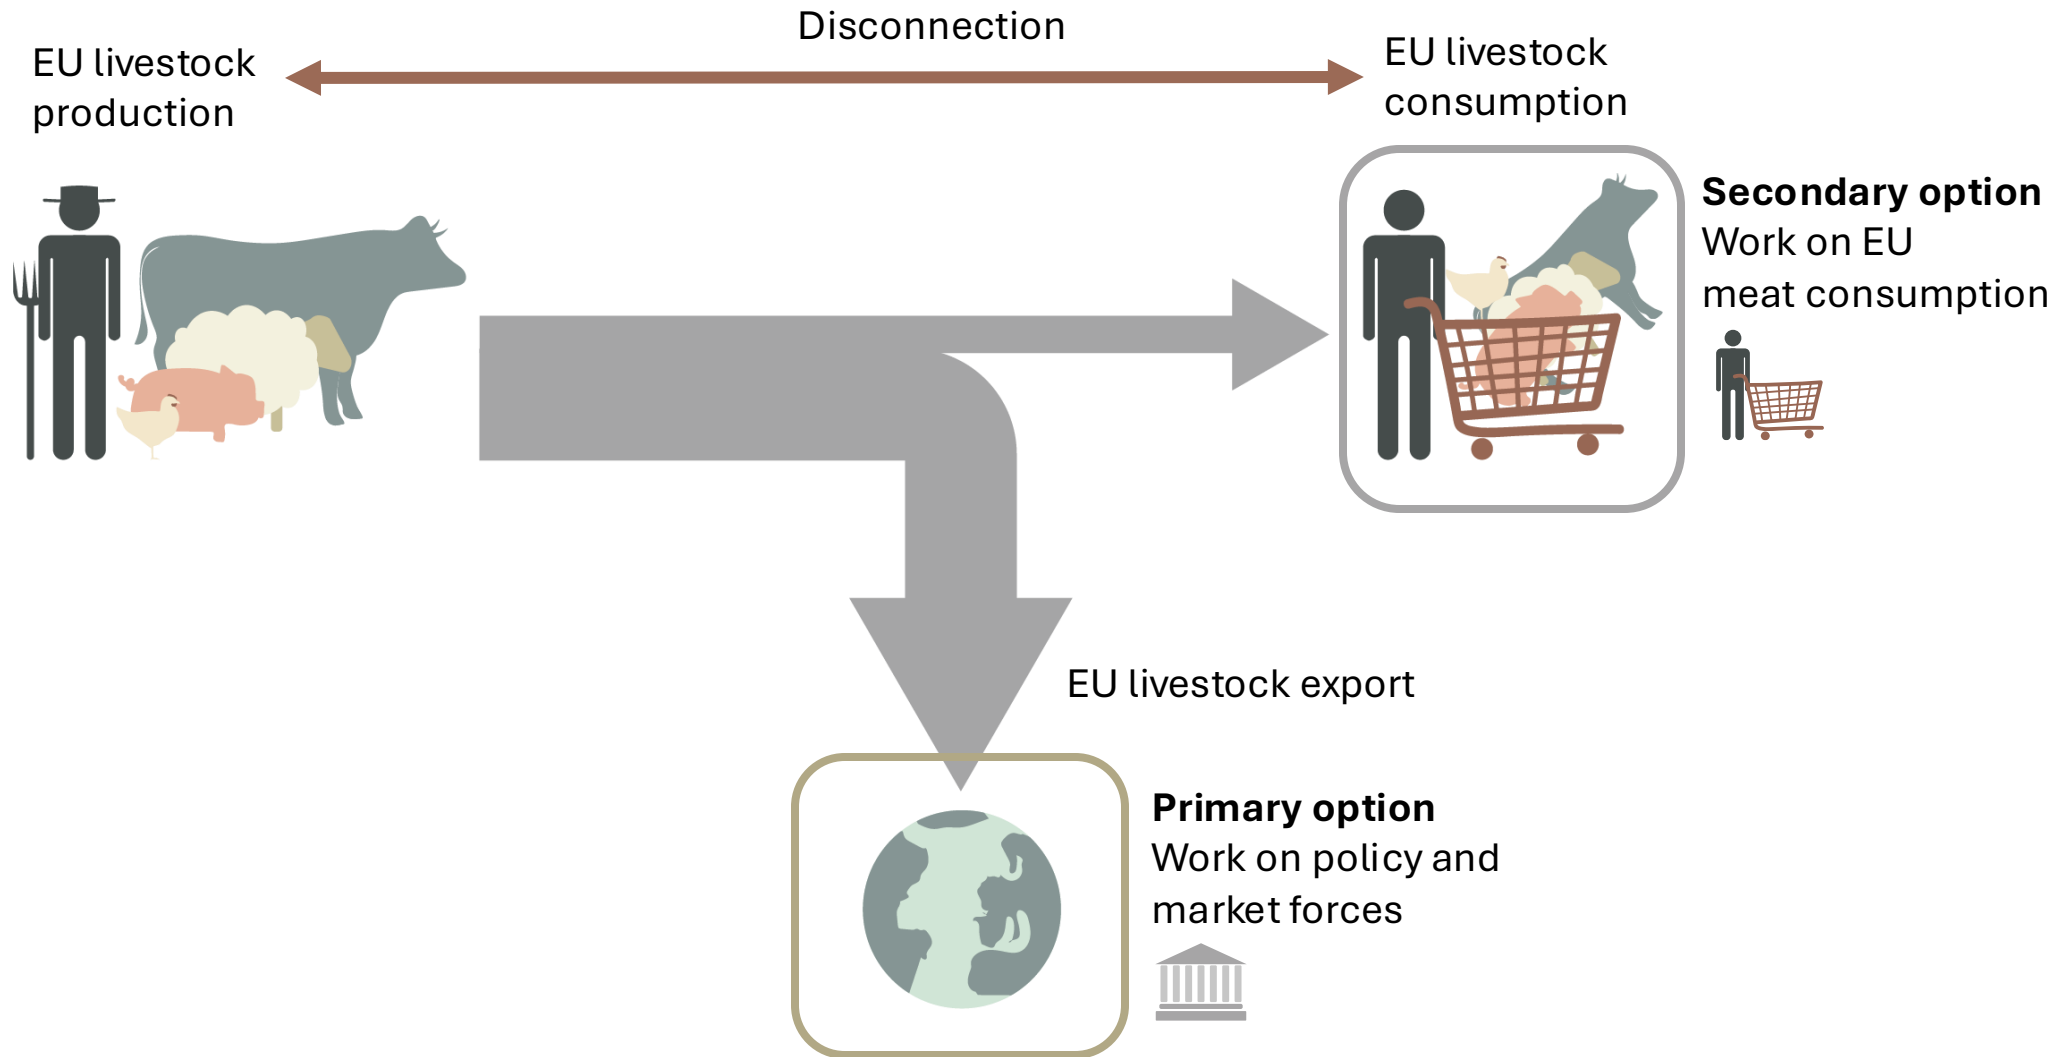 Disconnection
EU livestock
production
EU livestock
consumption
Secondary option
Work on EU
meat consumption
EU livestock export
Primary option
Work on policy and
market forces